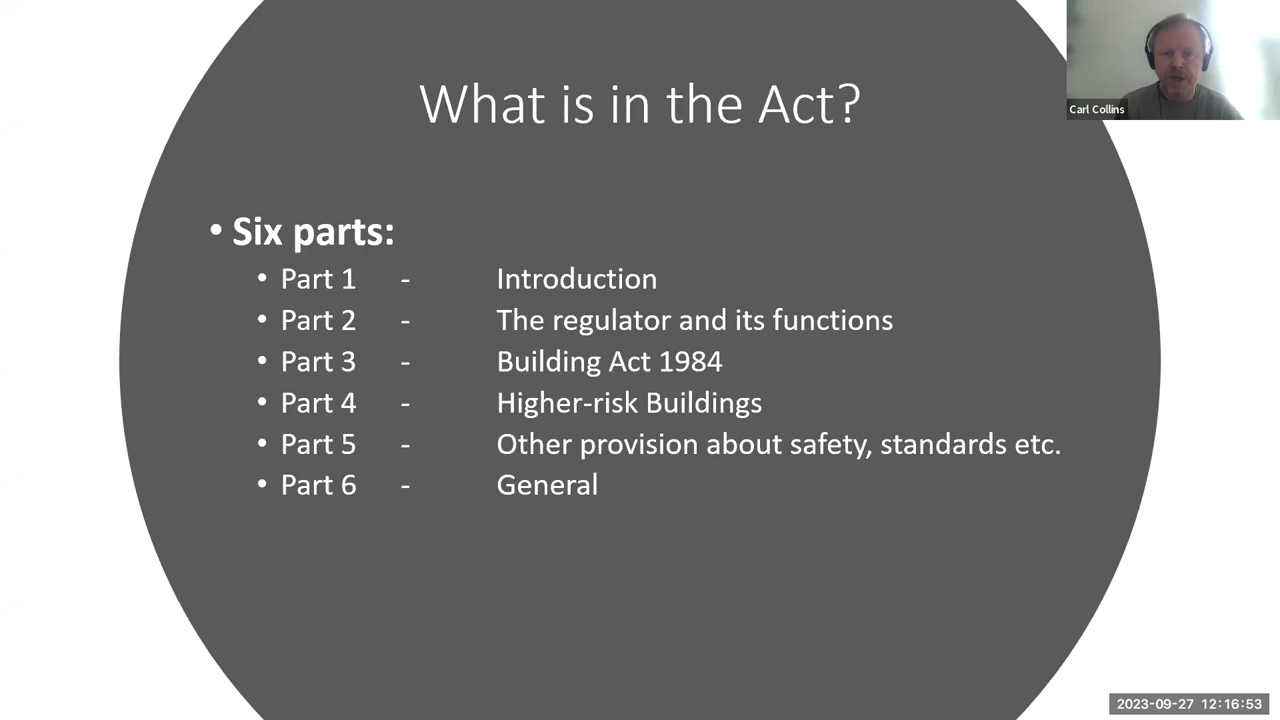 What is in the Act?
Carl Collins
• Six parts:
• Part 1 - Introduction
• Part 2 - The regulator and its functions
• Part 3 - Building Act 1984
• Part 4 - Higher-risk Buildings
• Part 5 - Other provision about safety, standards etc.
• Part 6 - General
2023-09-27 12:16:53